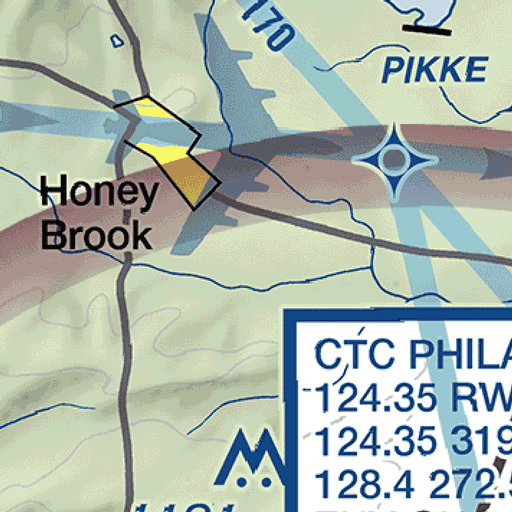 170
PIKKE
Honey
Brook
CTC PHILA
124.35 RW
124.35 319
128.4 272.5